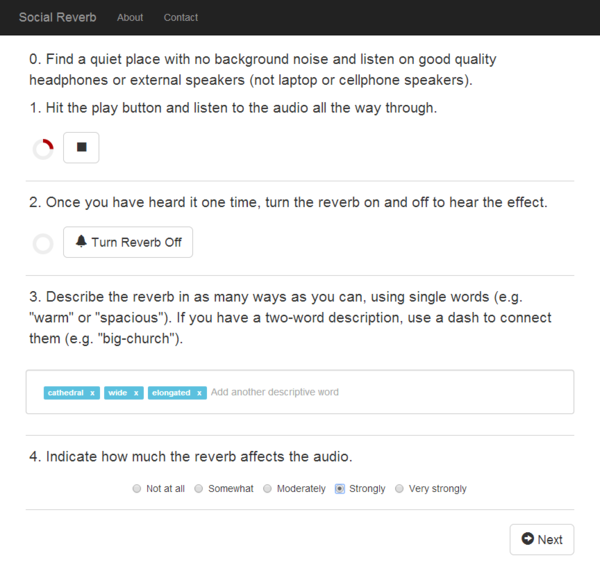 Social Reverb About Contact
0. Find a quiet place with no background noise and listen on good quality
headphones or external speakers (not laptop or cellphone speakers).
1. Hit the play button and listen to the audio all the way through.
2. Once you have heard it one time, turn the reverb on and off to hear the effect.
Turn Reverb Off
3. Describe the reverb in as many ways as you can, using single words (e.g.
"warm" or "spacious"). If you have a two-word description, use a dash to connect
them (e.g. "big-church").
cathedral x wide x elongated x Add another descriptive word
4. Indicate how much the reverb affects the audio.
Not at all Somewhat Moderately Strongly Very strongly
Next